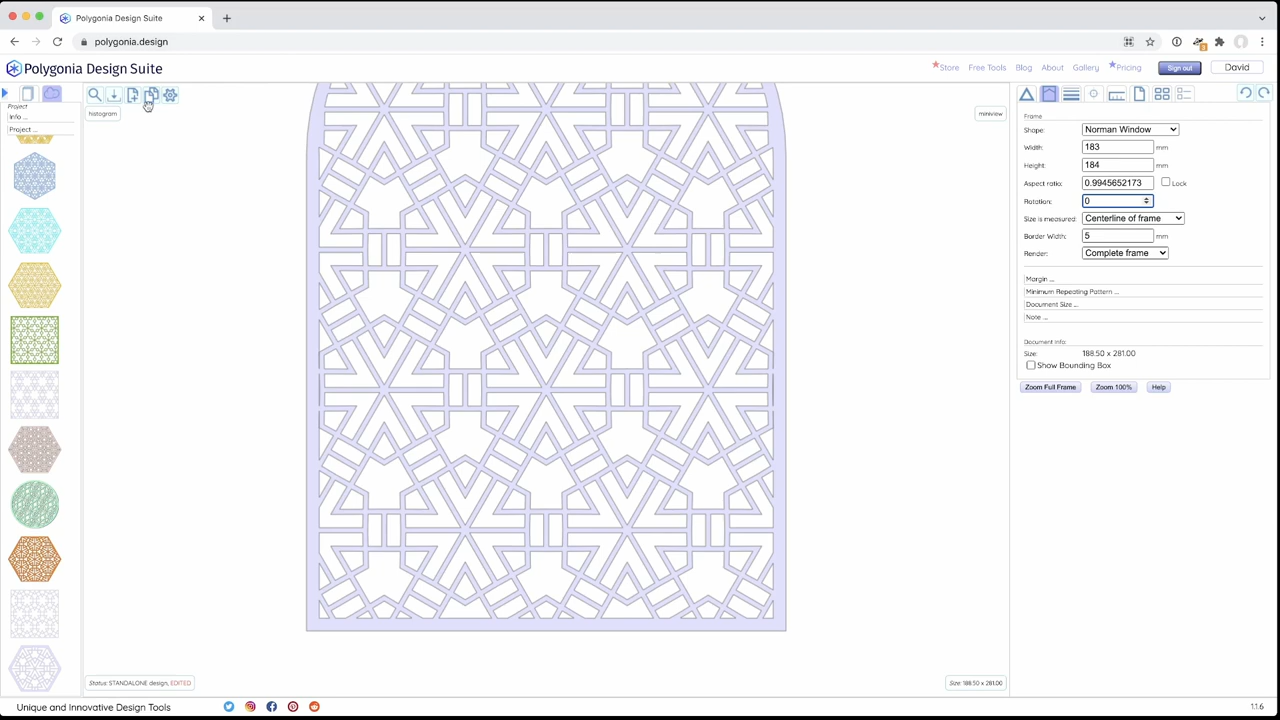 Polygonia Design Suite
polygonia.design
3
Polygonia Design Suite
Store
Free Tools
Blog
About
Gallery
Pricing
Sign out
David
Project
Info ...
Project ...
histogram
miniview
Frame
Shape: Norman Window
Width: 183 mm
Height: 184 mm
Aspect ratio: 0.9945652173 Lock
Rotation: 0
Size is measured: Centerline of frame
Border Width: 5 mm
Render: Complete frame
Margin ...
Minimum Repeating Pattern ...
Document Size ...
Note ...
Document Info:
Size: 188.50 x 281.00
Show Bounding Box
Zoom Full Frame
Zoom 100%
Help
Status: STANDALONE design, EDITED
Size: 188.50 x 281.00
Unique and Innovative Design Tools
1.1.6